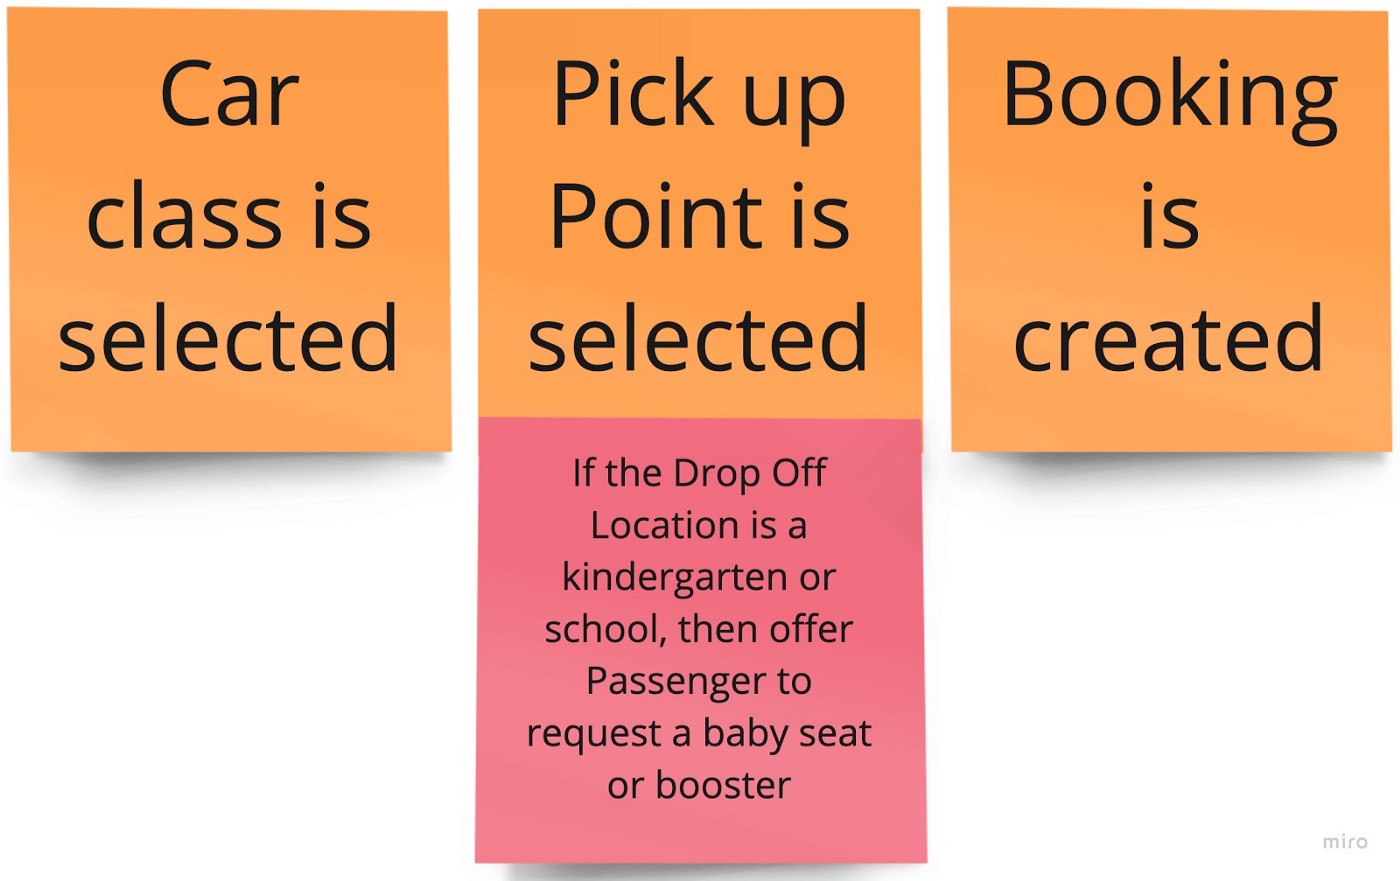 Car
class is
selected
Pick up
Point is
selected
Booking
is
created
If the Drop Off
Location is a
kindergarten or
school, then offer
Passenger to
request a baby seat
or booster
miro